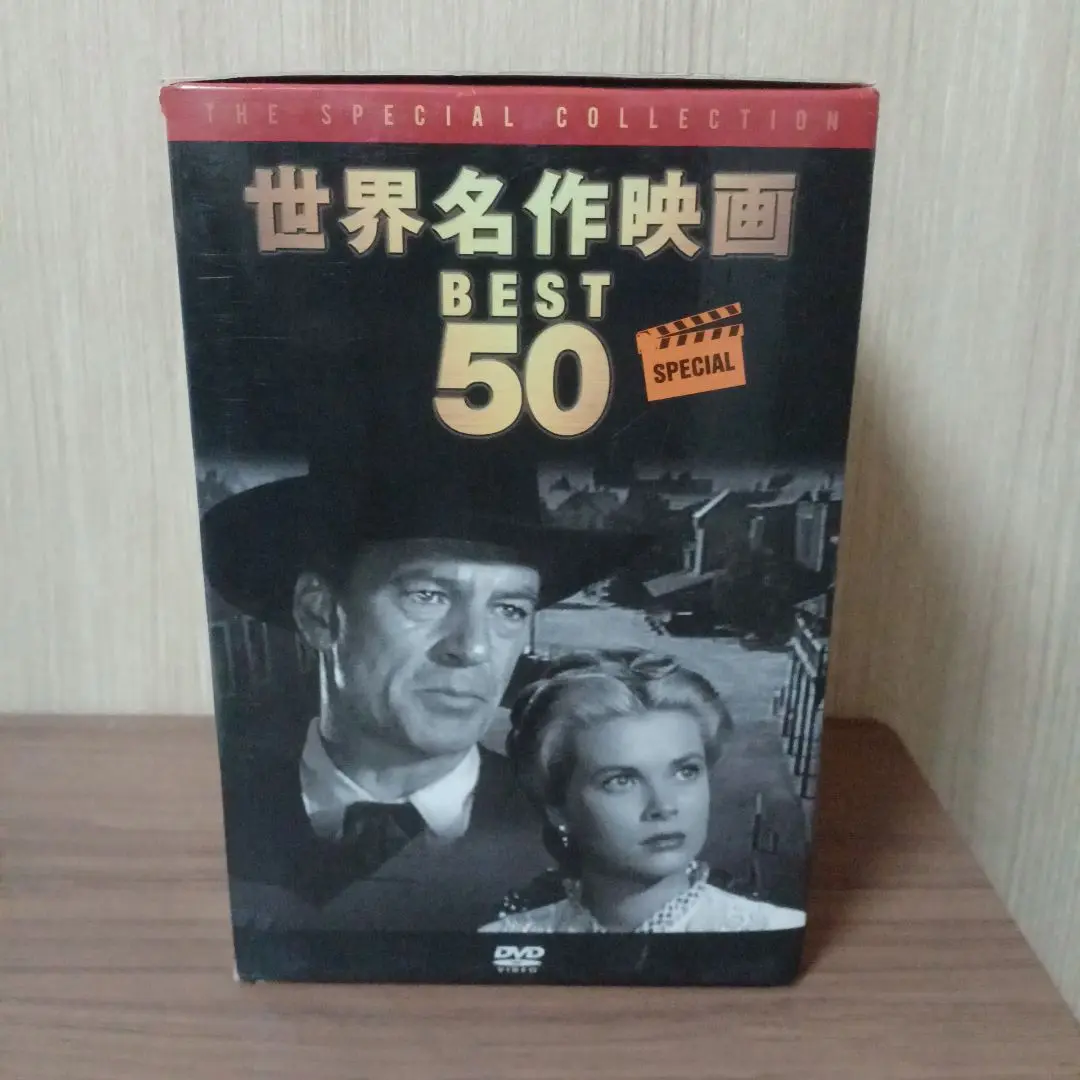 THE SPECIAL COLLECTION
世界名作映画
BEST
50
SPECIAL
DVD
VIDEO